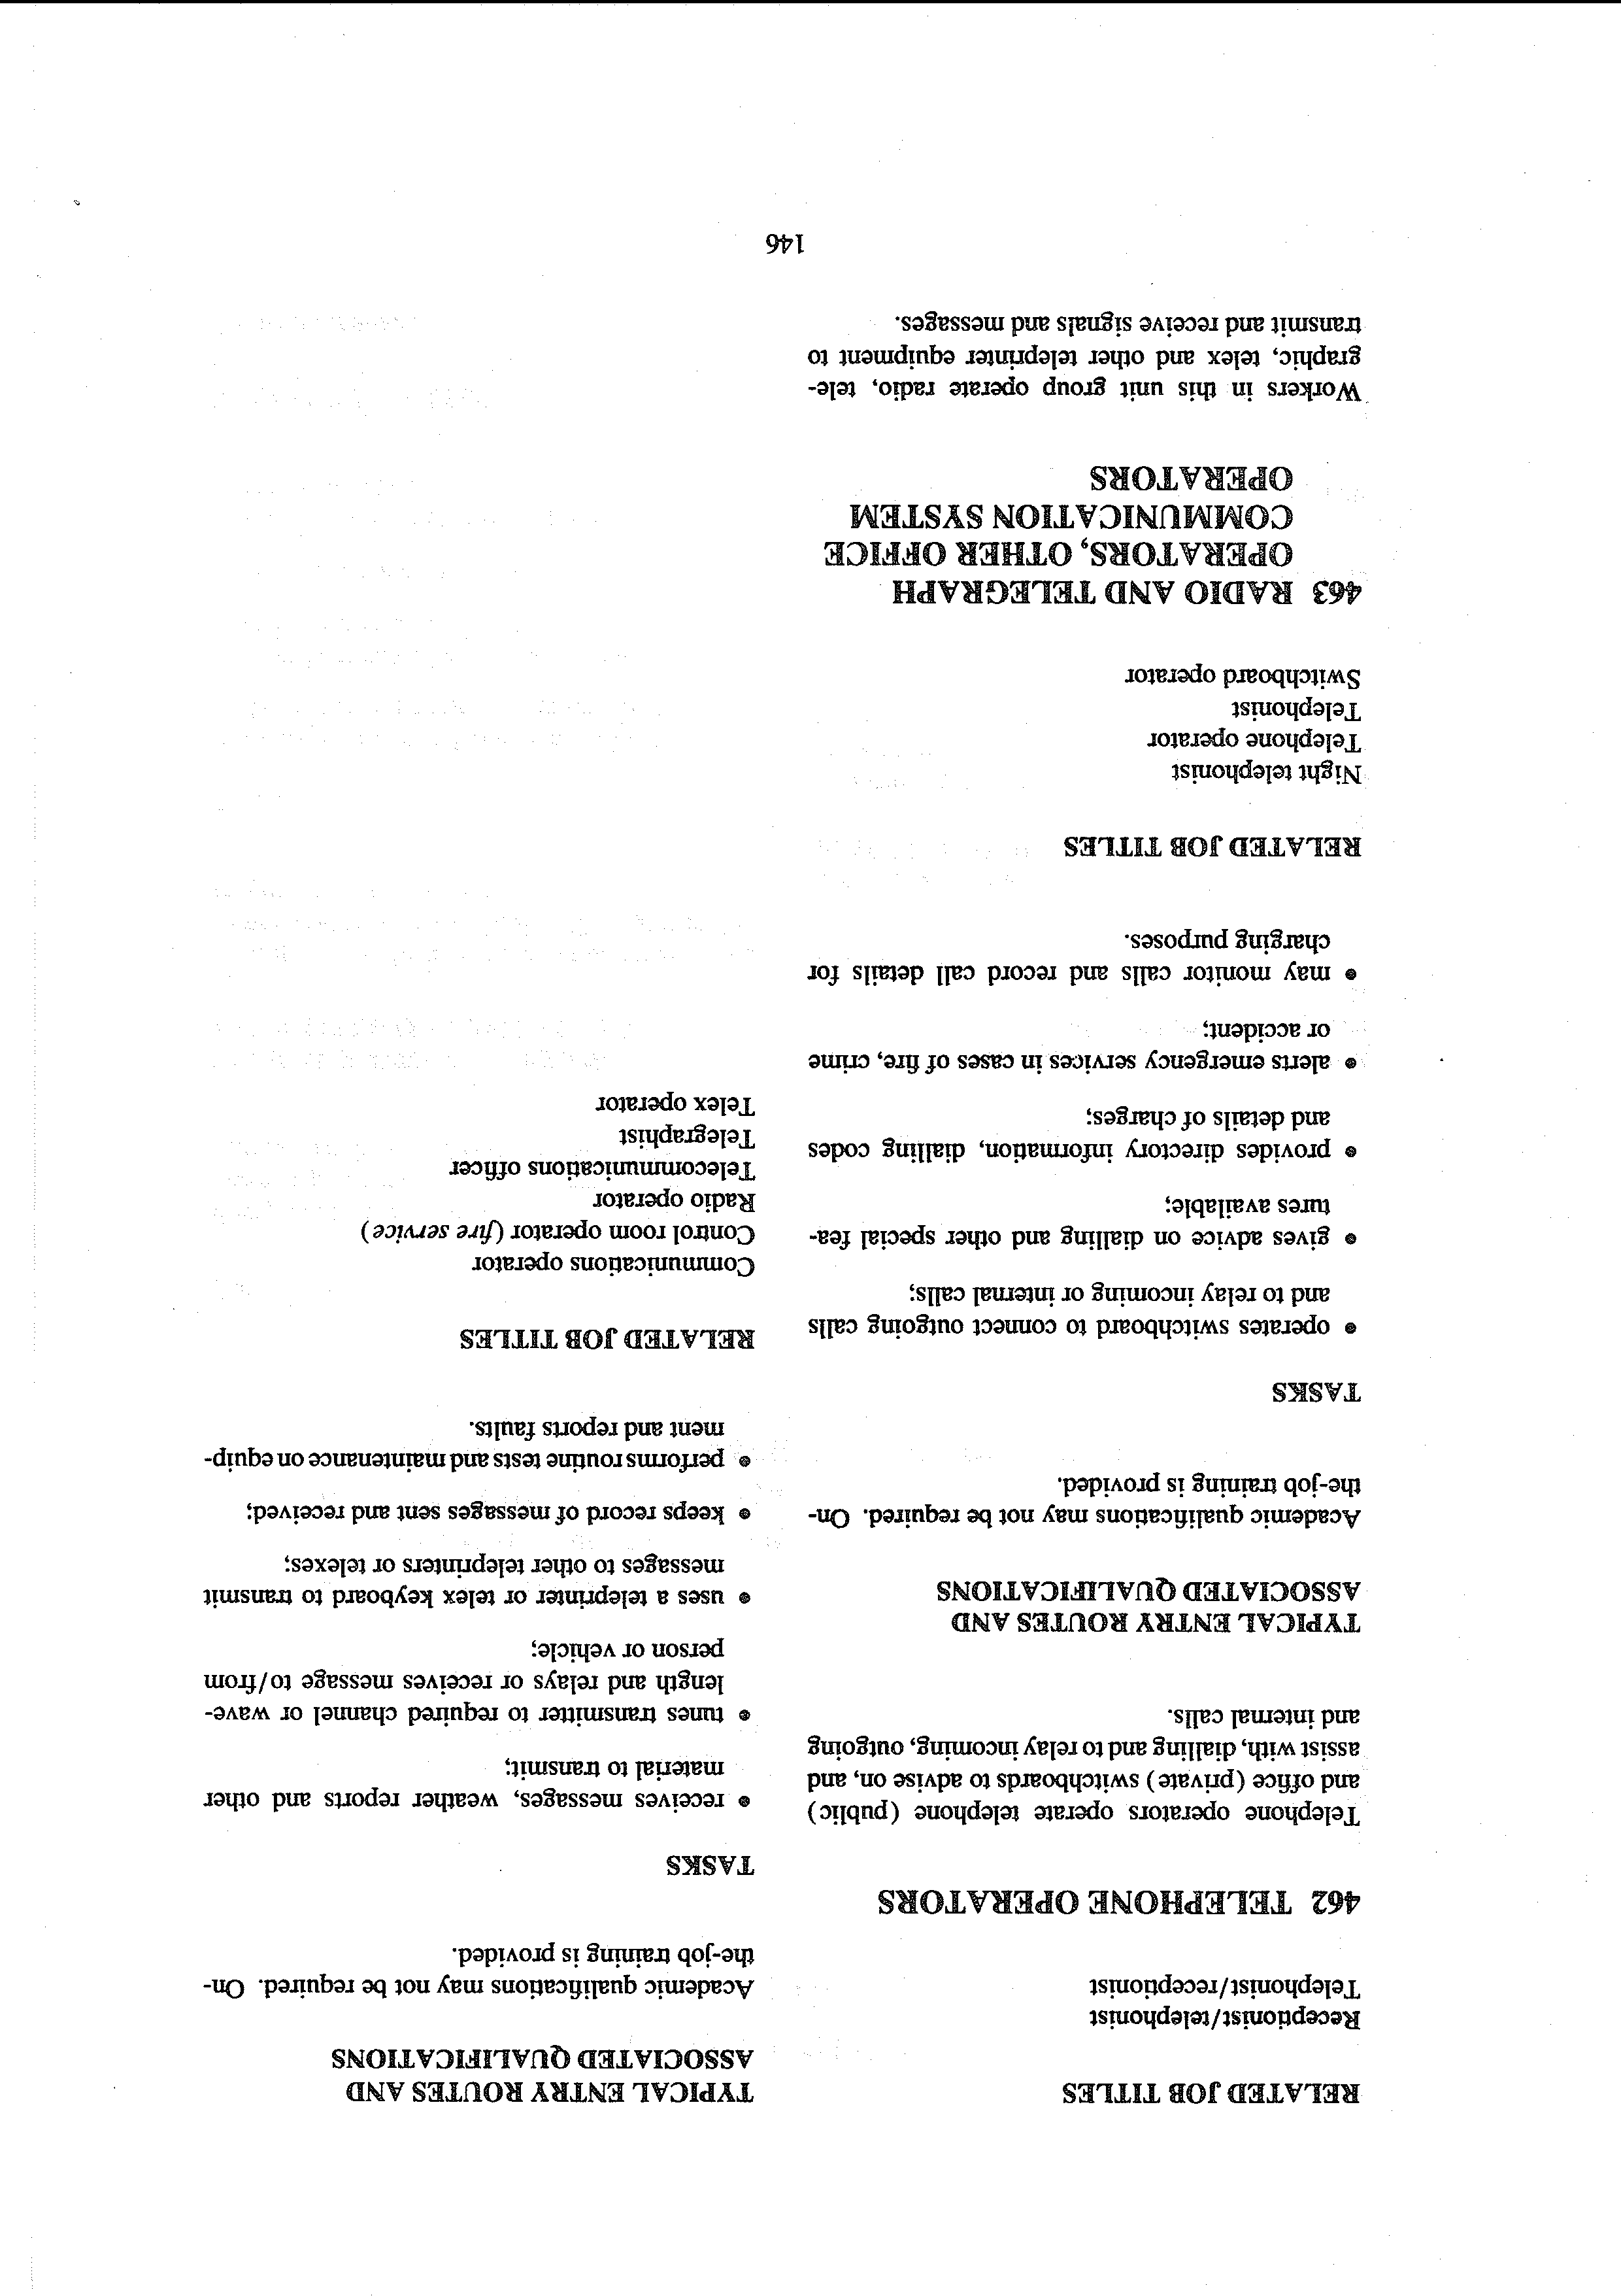 RELATED JOB TITLES
Receptionist/telephonist
Telephonist/receptionist
462 TELEPHONE OPERATORS
Telephone operators operate telephone (public)
and office (private) switchboards to advise on, and
assist with, dialling and to relay incoming, outgoing
and internal calls.
TYPICAL ENTRY ROUTES AND
ASSOCIATED QUALIFICATIONS
Academic qualifications may not be required. On-
the-job training is provided.
TASKS
• operates switchboard to connect outgoing calls
and to relay incoming or internal calls;
• gives advice on dialling and other special fea-
tures available;
• provides directory information, dialling codes
and details of charges;
• alerts emergency services in cases of fire, crime
or accident;
• may monitor calls and record call details for
charging purposes.
RELATED JOB TITLES
Night telephonist
Telephone operator
Telephonist
Switchboard operator
463 RADIO AND TELEGRAPH
OPERATORS, OTHER OFFICE
COMMUNICATION SYSTEM
OPERATORS
Workers in this unit group operate radio, tele-
graphic, telex and other teleprinter equipment to
transmit and receive signals and messages.
TYPICAL ENTRY ROUTES AND
ASSOCIATED QUALIFICATIONS
Academic qualifications may not be required. On-
the-job training is provided.
TASKS
• receives messages, weather reports and other
material to transmit;
• tunes transmitter to required channel or wave-
length and relays or receives message to/from
person or vehicle;
• uses a teleprinter or telex keyboard to transmit
messages to other teleprinters or telexes;
• keeps record of messages sent and received;
• performs routine tests and maintenance on equip-
ment and reports faults.
RELATED JOB TITLES
Communications operator
Control room operator (fire service)
Radio operator
Telecommunications officer
Telegraphist
Telex operator
146